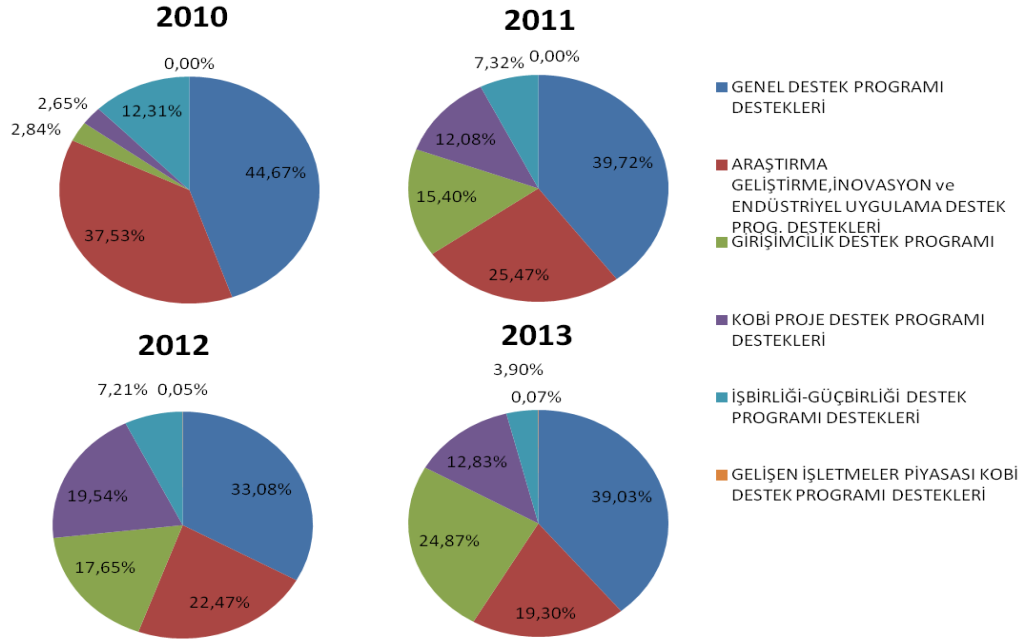 2010
0,00%
2,65%
12,31%
2,84%
44,67%
37,53%
2011
7,32%
0,00%
12,08%
39,72%
15,40%
25,47%
2012
7,21%
0,05%
19,54%
33,08%
17,65%
22,47%
2013
3,90%
0,07%
12,83%
39,03%
24,87%
19,30%
GENEL DESTEK PROGRAMI
DESTEKLERİ
ARAŞTIRMA
GELİŞTİRME,İNOVASYON ve
ENDÜSTRİYEL UYGULAMA DESTEK
PROG. DESTEKLERİ
GİRİŞİMCİLİK DESTEK PROGRAMI
KOBİ PROJE DESTEK PROGRAMI
DESTEKLERİ
İŞBİRLİĞİ-GÜÇBİRLİĞİ DESTEK
PROGRAMI DESTEKLERİ
GELİŞEN İŞLETMELER PİYASASI KOBİ
DESTEK PROGRAMI DESTEKLERİ